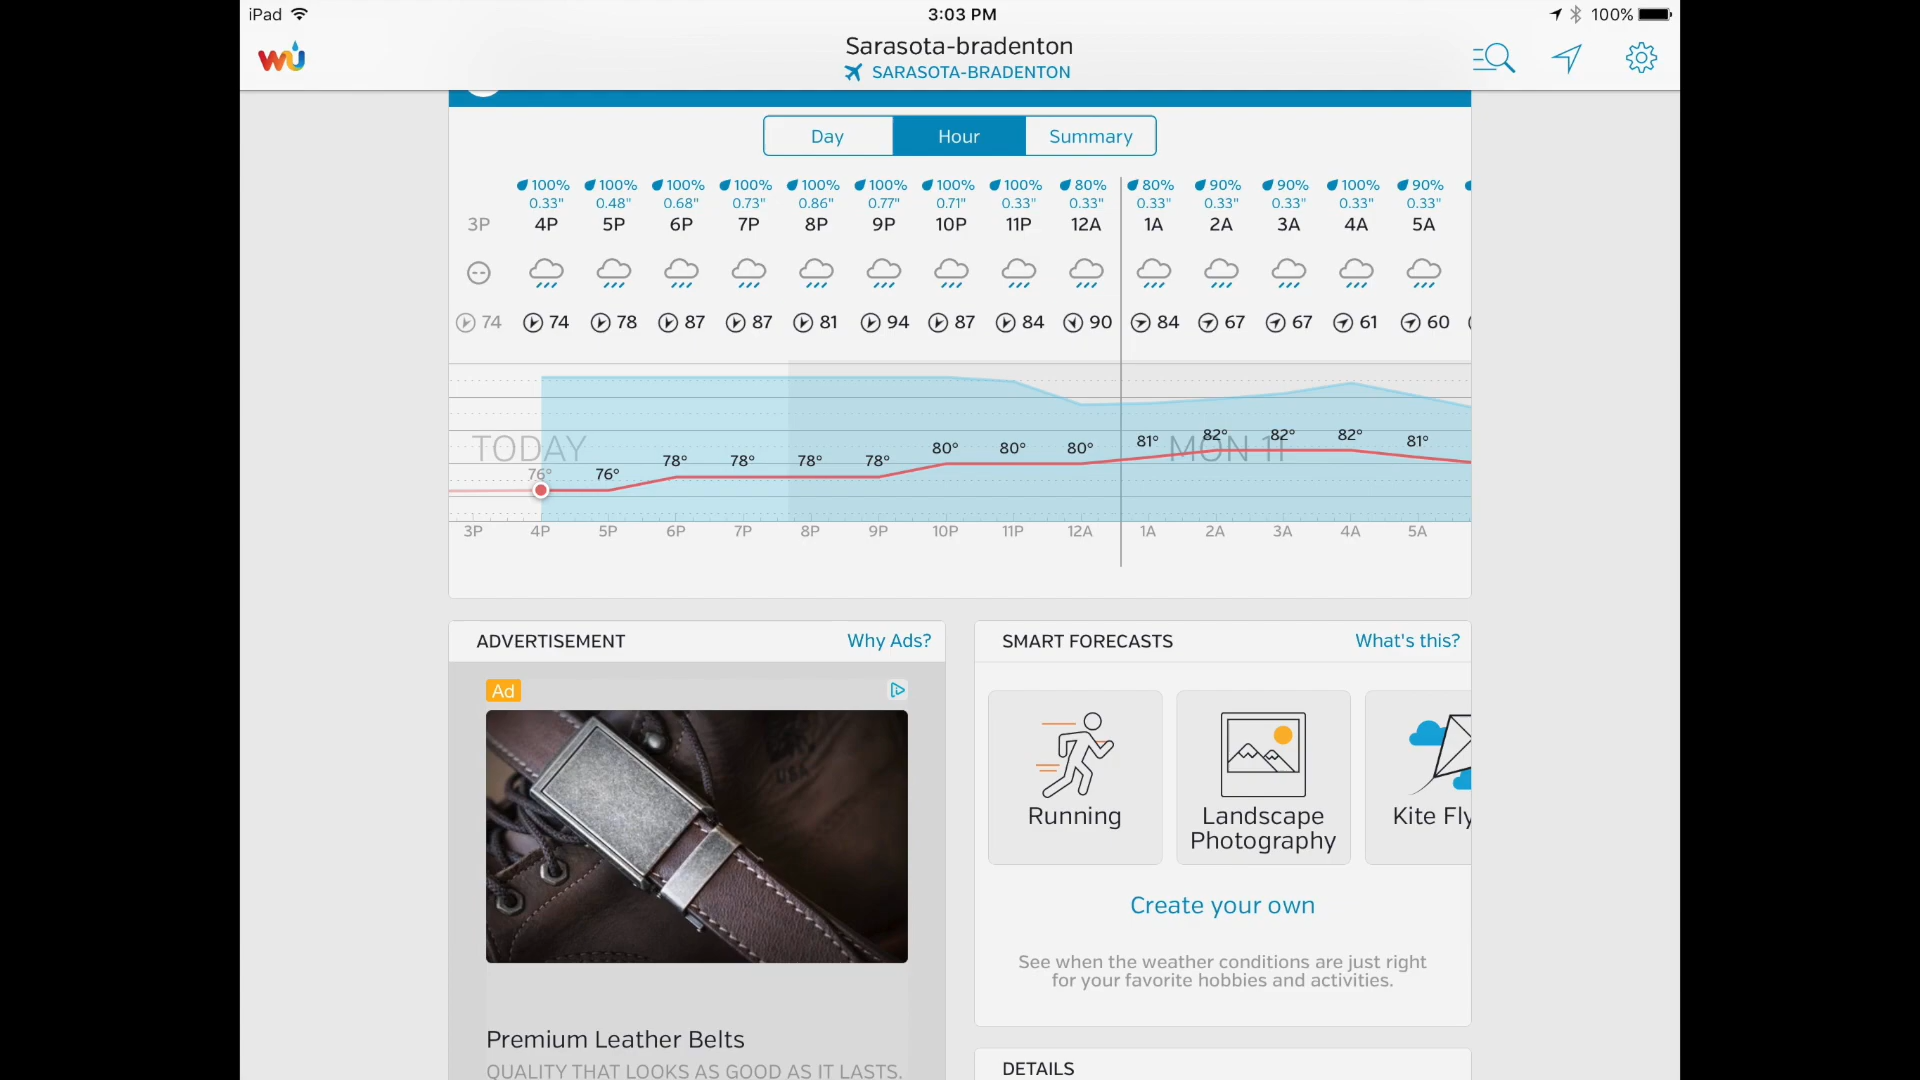 iPad
3:03 PM
100%
WU
Sarasota-bradenton
SARASOTA-BRADENTON
Day
Hour
Summary
100% 100% 100% 100% 100% 100% 100% 100% 80% 80% 90% 90% 100% 90%
0.33" 0.48" 0.68" 0.73" 0.86" 0.77" 0.71" 0.33" 0.33" 0.33" 0.33" 0.33" 0.33" 0.33"
3P 4P 5P 6P 7P 8P 9P 10P 11P 12A 1A 2A 3A 4A 5A
74 74 78 87 87 81 94 87 84 90 84 67 67 61 60
TODAY
MON 11
76° 76° 78° 78° 78° 78° 80° 80° 80° 81° 82° 82° 82° 81°
3P 4P 5P 6P 7P 8P 9P 10P 11P 12A 1A 2A 3A 4A 5A
ADVERTISEMENT
Why Ads?
Ad
USA
Premium Leather Belts
QUALITY THAT LOOKS AS GOOD AS IT LASTS.
SMART FORECASTS
What's this?
Running
Landscape
Photography
Kite Fly
Create your own
See when the weather conditions are just right
for your favorite hobbies and activities.
DETAILS